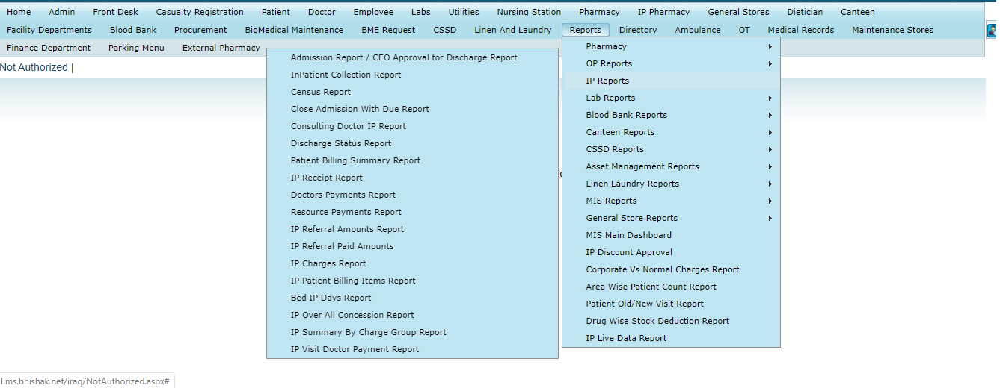 Home Admin Front Desk Casualty Registration Patient Doctor Employee Labs Utilities Nursing Station Pharmacy IP Pharmacy General Stores Dietician Canteen
Facility Departments Blood Bank Procurement BioMedical Maintenance BME Request CSSD Linen And Laundry Reports Directory Ambulance OT Medical Records Maintenance Stores
Finance Department Parking Menu External Pharmacy
Not Authorized |
Admission Report / CEO Approval for Discharge Report
InPatient Collection Report
Census Report
Close Admission With Due Report
Consulting Doctor IP Report
Discharge Status Report
Patient Billing Summary Report
IP Receipt Report
Doctors Payments Report
Resource Payments Report
IP Referral Amounts Report
IP Referral Paid Amounts
IP Charges Report
IP Patient Billing Items Report
Bed IP Days Report
IP Over All Concession Report
IP Summary By Charge Group Report
IP Visit Doctor Payment Report
Pharmacy
OP Reports
IP Reports
Lab Reports
Blood Bank Reports
Canteen Reports
CSSD Reports
Asset Management Reports
Linen Laundry Reports
MIS Reports
General Store Reports
MIS Main Dashboard
IP Discount Approval
Corporate Vs Normal Charges Report
Area Wise Patient Count Report
Patient Old/New Visit Report
Drug Wise Stock Deduction Report
IP Live Data Report
lims.bhishak.net/iraq/NotAuthorized.aspx#